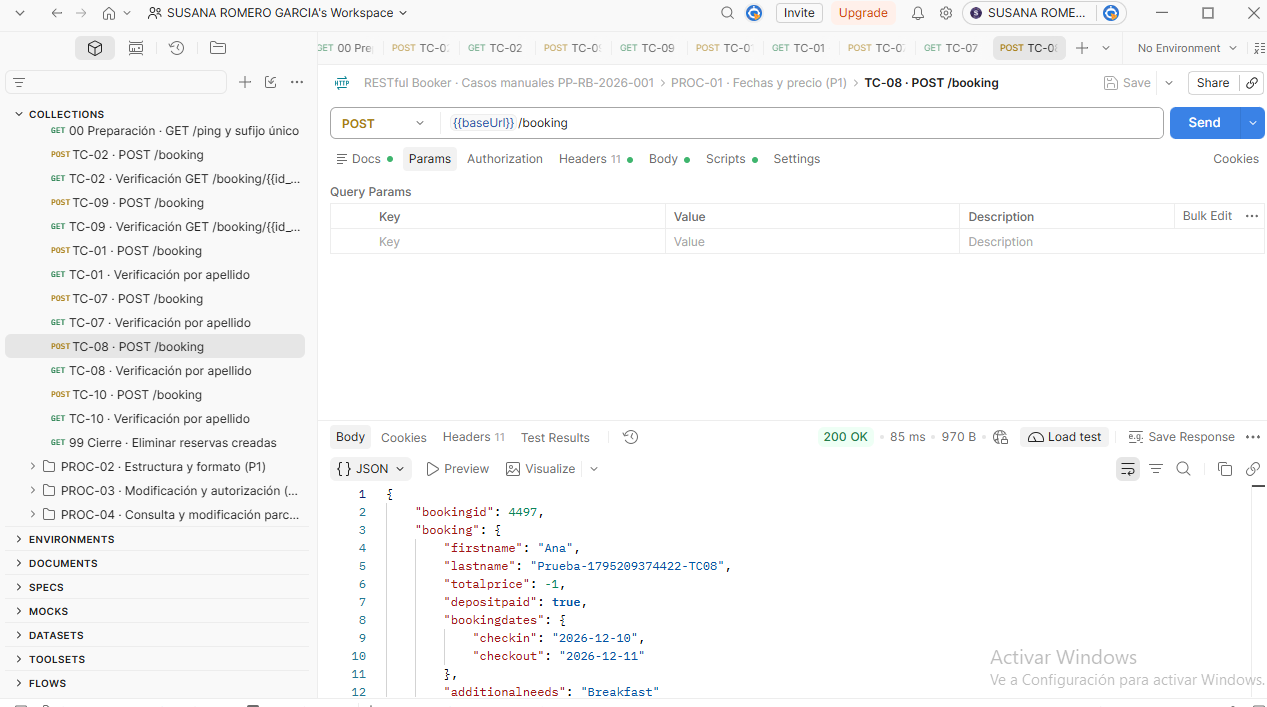 SUSANA ROMERO GARCIA's Workspace
Invite
Upgrade
S
SUSANA ROME...
GET 00 Pre
POST TC-0
GET TC-02
POST TC-0
GET TC-09
POST TC-0
GET TC-01
POST TC-0
GET TC-07
POST TC-08
No Environment
HTTP
RESTful Booker · Casos manuales PP-RB-2026-001 > PROC-01 · Fechas y precio (P1) > TC-08 · POST /booking
Save
Share
COLLECTIONS
GET 00 Preparación · GET /ping y sufijo único
POST TC-02 · POST /booking
GET TC-02 · Verificación GET /booking/{{id_...
POST TC-09 · POST /booking
GET TC-09 · Verificación GET /booking/{{id_...
POST TC-01 · POST /booking
GET TC-01 · Verificación por apellido
POST TC-07 · POST /booking
GET TC-07 · Verificación por apellido
POST TC-08 · POST /booking
GET TC-08 · Verificación por apellido
POST TC-10 · POST /booking
GET TC-10 · Verificación por apellido
GET 99 Cierre · Eliminar reservas creadas
PROC-02 · Estructura y formato (P1)
PROC-03 · Modificación y autorización (...
PROC-04 · Consulta y modificación parc...
ENVIRONMENTS
DOCUMENTS
SPECS
MOCKS
DATASETS
TOOLSETS
FLOWS
POST
{{baseUrl}} /booking
Send
Docs
Params
Authorization
Headers 11
Body
Scripts
Settings
Cookies
Query Params
Key Value Description Bulk Edit
Key Value Description
Body
Cookies
Headers 11
Test Results
200 OK • 85 ms • 970 B
Load test
e.g. Save Response
{} JSON
Preview
Visualize
1 {
2 "bookingid": 4497,
3 "booking": {
4 "firstname": "Ana",
5 "lastname": "Prueba-1795209374422-TC08",
6 "totalprice": -1,
7 "depositpaid": true,
8 "bookingdates": {
9 "checkin": "2026-12-10",
10 "checkout": "2026-12-11"
11 },
12 "additionalneeds": "Breakfast"
Activar Windows
Ve a Configuración para activar Windows.